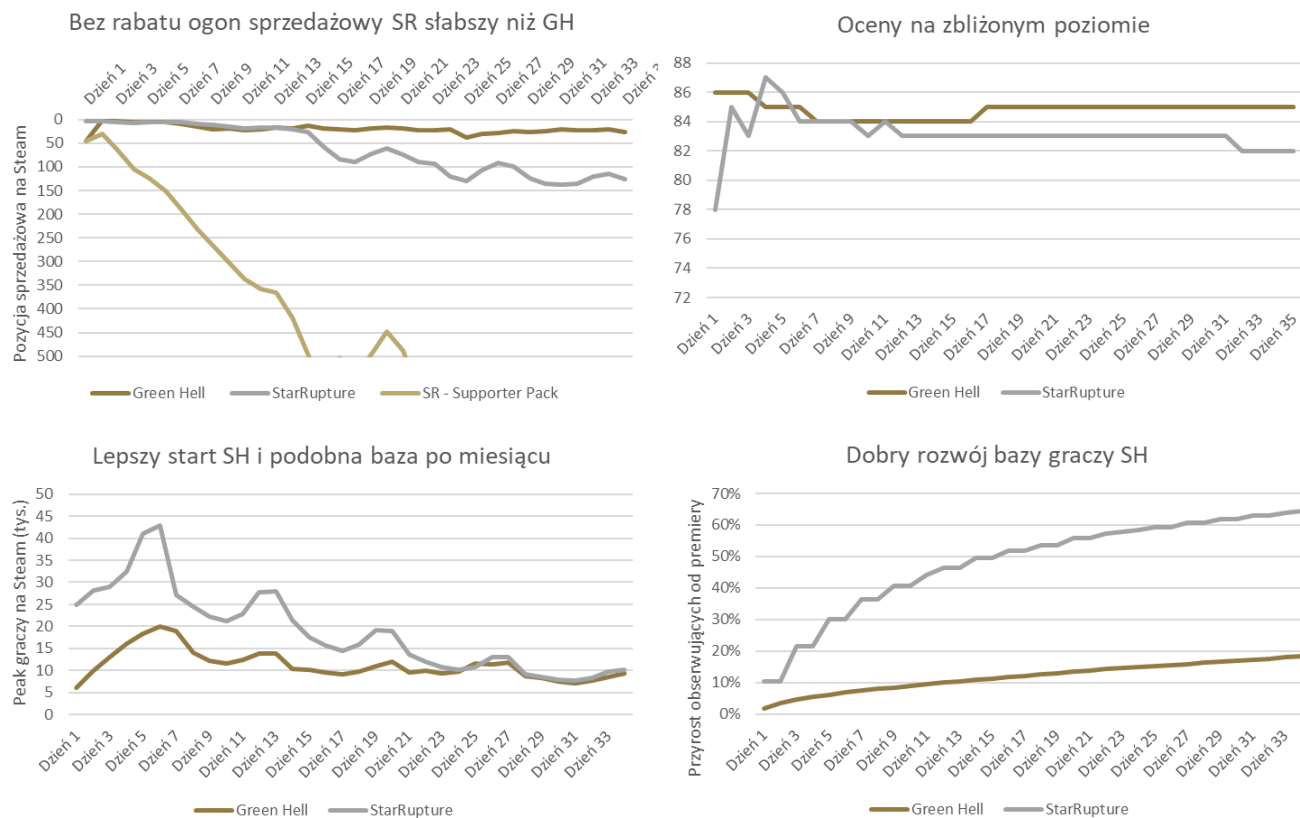 Bez rabatu ogon sprzedażowy SR słabszy niż GH
Dzień 1 Dzień 3 Dzień 5 Dzień 7 Dzień 9 Dzień 11 Dzień 13 Dzień 15 Dzień 17 Dzień 19 Dzień 21 Dzień 23 Dzień 25 Dzień 27 Dzień 29 Dzień 31 Dzień 33
Pozycja sprzedażowa na Steam
0
50
100
150
200
250
300
350
400
450
500
Green Hell StarRupture SR - Supporter Pack
Oceny na zbliżonym poziomie
88
86
84
82
80
78
76
74
72
Dzień 1 Dzień 3 Dzień 5 Dzień 7 Dzień 9 Dzień 11 Dzień 13 Dzień 15 Dzień 17 Dzień 19 Dzień 21 Dzień 23 Dzień 25 Dzień 27 Dzień 29 Dzień 31 Dzień 33 Dzień 35
Green Hell StarRupture
Lepszy start SH i podobna baza po miesiącu
Peak graczy na Steam (tys.)
50
45
40
35
30
25
20
15
10
5
0
Dzień 1 Dzień 3 Dzień 5 Dzień 7 Dzień 9 Dzień 11 Dzień 13 Dzień 15 Dzień 17 Dzień 19 Dzień 21 Dzień 23 Dzień 25 Dzień 27 Dzień 29 Dzień 31 Dzień 33
Green Hell StarRupture
Dobry rozwój bazy graczy SH
Przyrost obserwujących od premiery
70%
60%
50%
40%
30%
20%
10%
0%
Dzień 1 Dzień 3 Dzień 5 Dzień 7 Dzień 9 Dzień 11 Dzień 13 Dzień 15 Dzień 17 Dzień 19 Dzień 21 Dzień 23 Dzień 25 Dzień 27 Dzień 29 Dzień 31 Dzień 33
Green Hell StarRupture